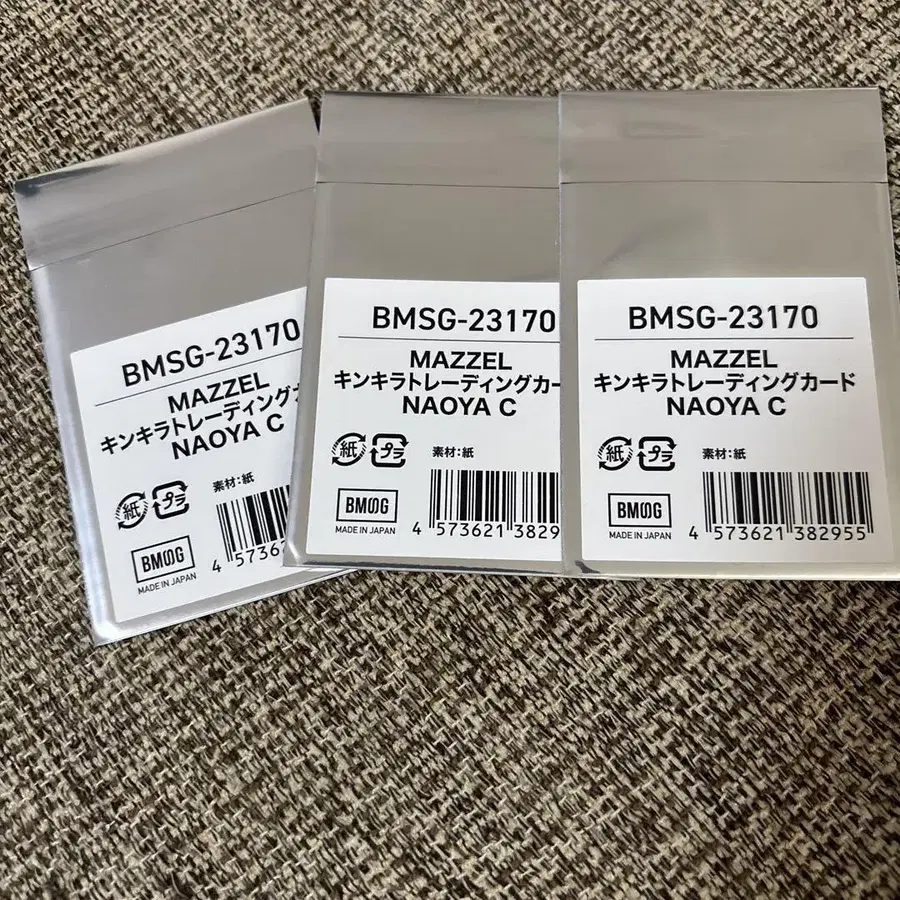 BMSG-23170
MAZZEL
キンキラトレーディングカ
NAOYA C
紙
プラ
BMSG
MADE IN JAPAN
4 57362
BMSG-23170
MAZZEL
キンキラトレーディングカー
NAOYA C
紙
プラ
素材:紙
BMSG
MADE IN JAPAN
4 573621 3829
BMSG-23170
MAZZEL
キンキラトレーディングカード
NAOYA C
紙
プラ
素材:紙
BMSG
MADE IN JAPAN
4 573621 382955